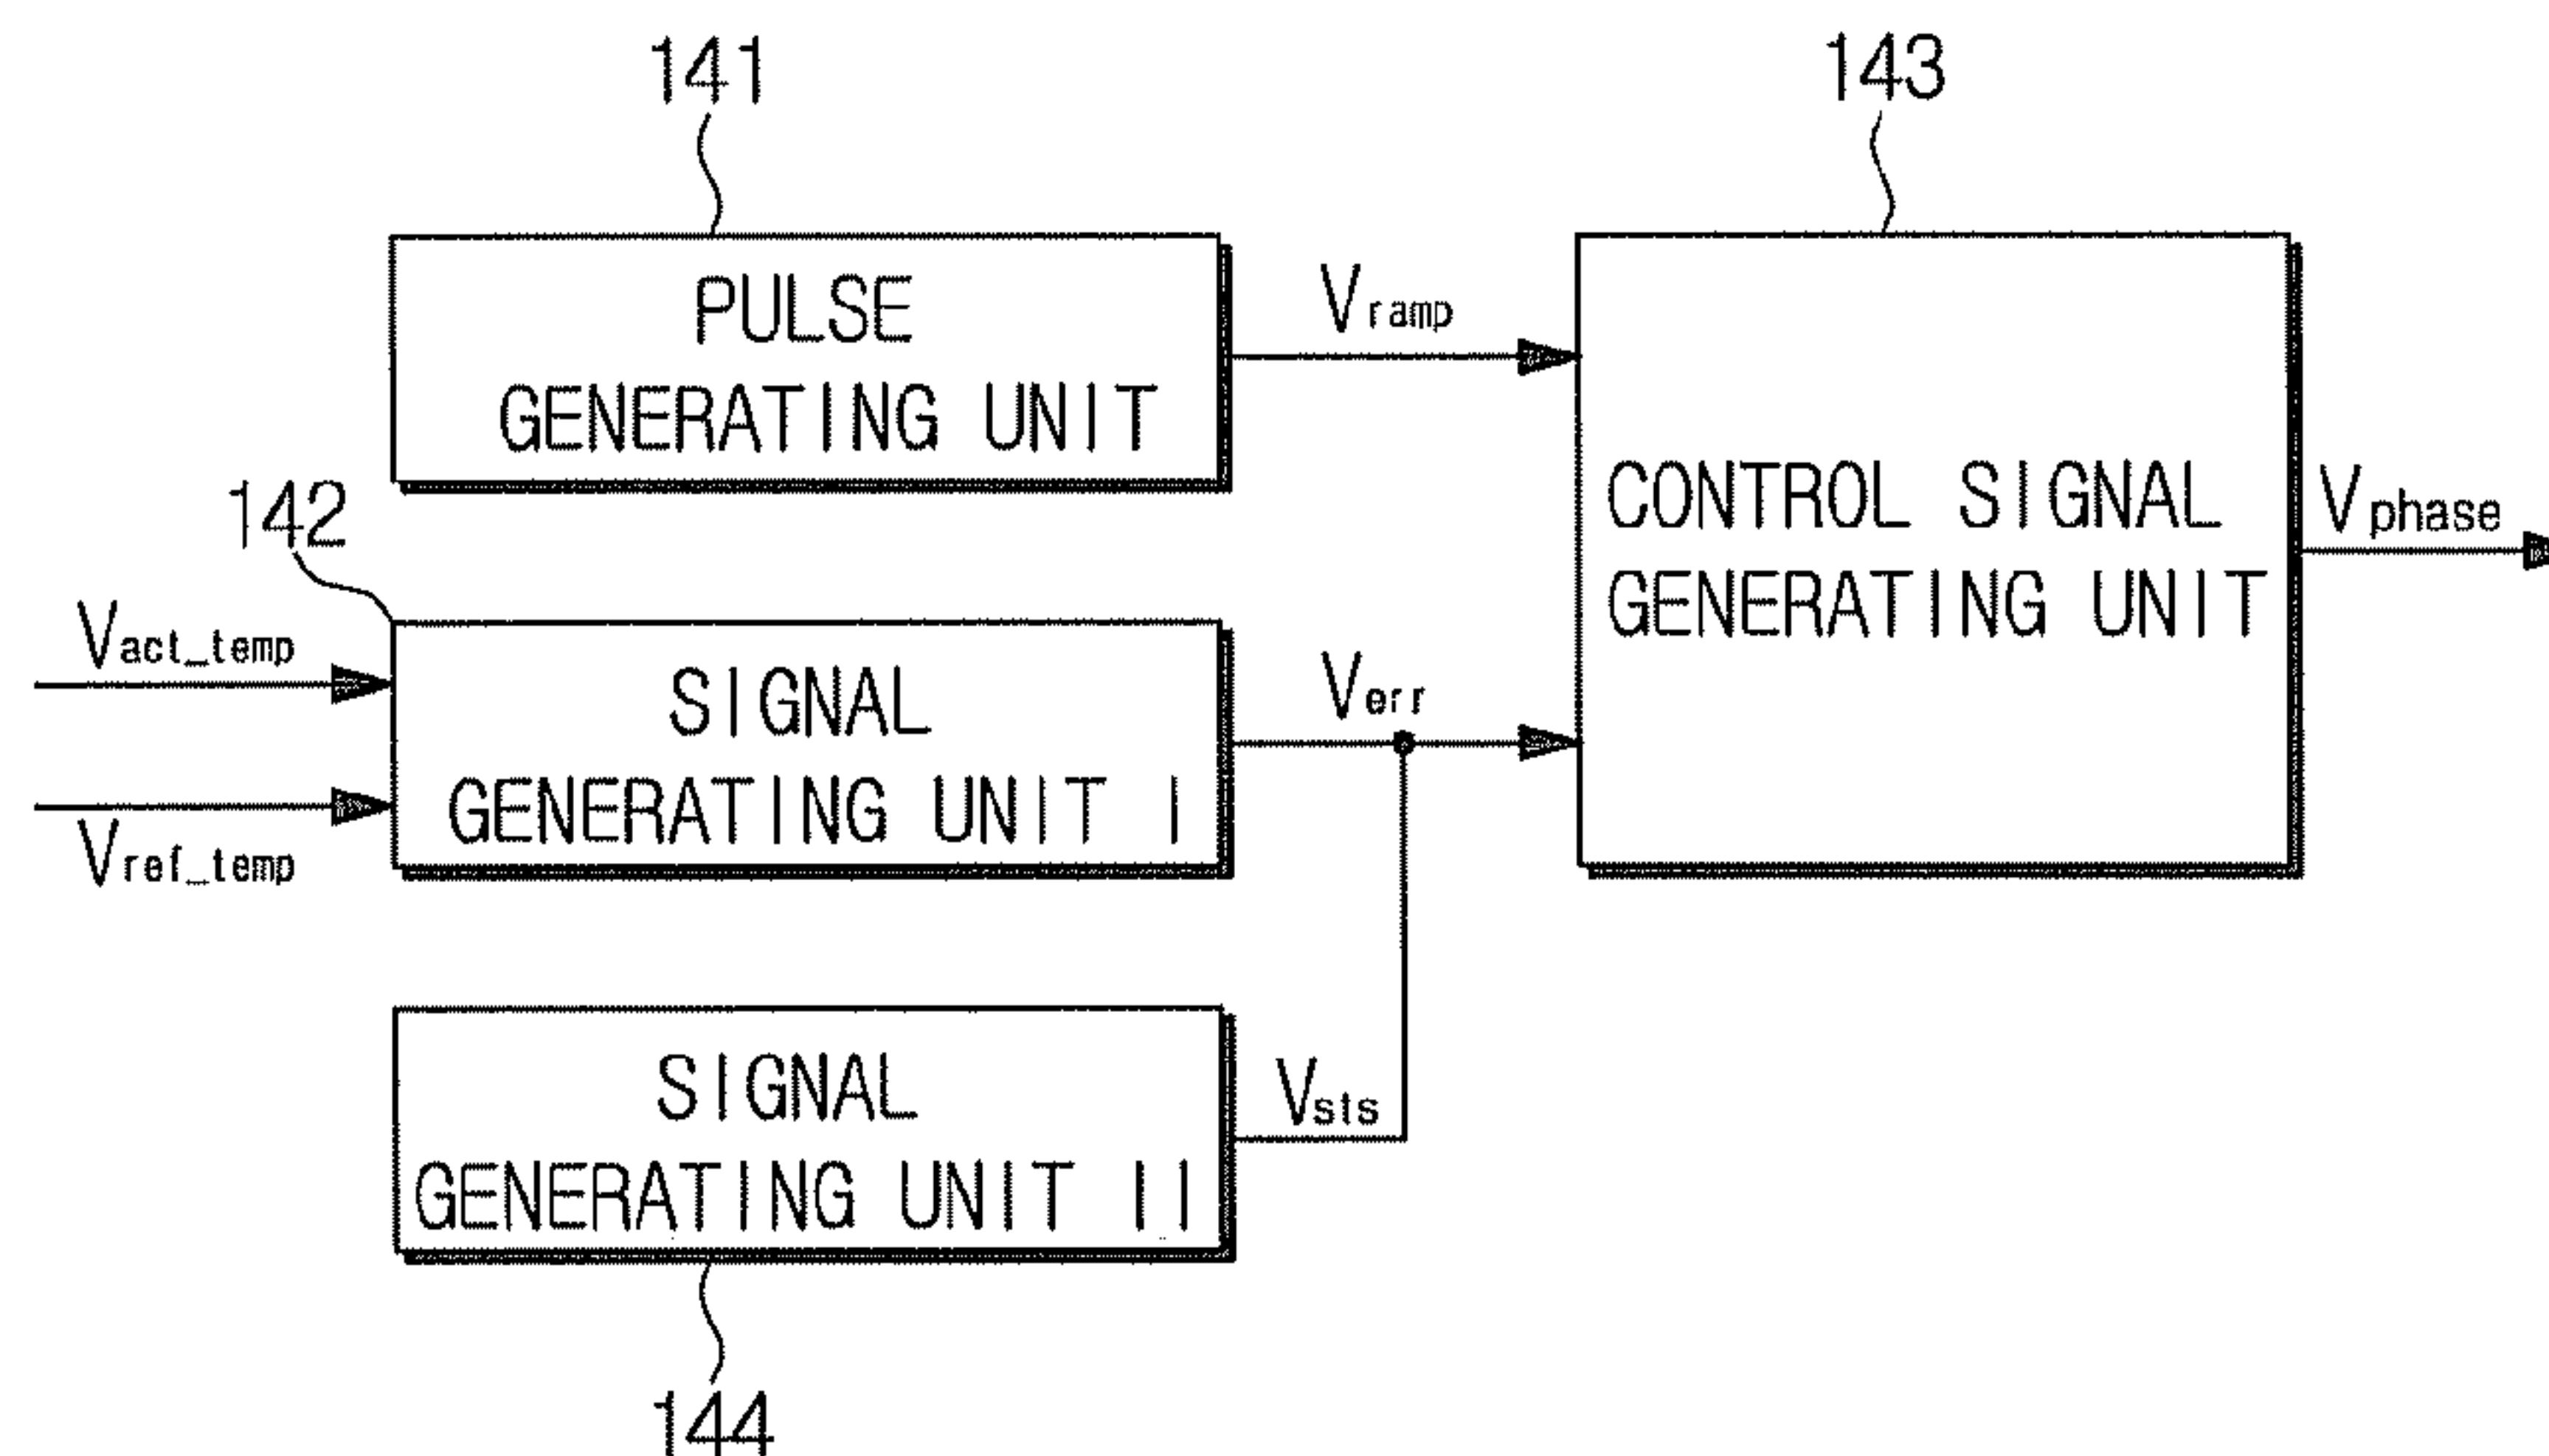 141
143
PULSE
GENERATING UNIT
Vramp
CONTROL SIGNAL
GENERATING UNIT
Vphase
142
Vact_temp
Vref_temp
SIGNAL
GENERATING UNIT I
Verr
SIGNAL
GENERATING UNIT II
Vsts
144